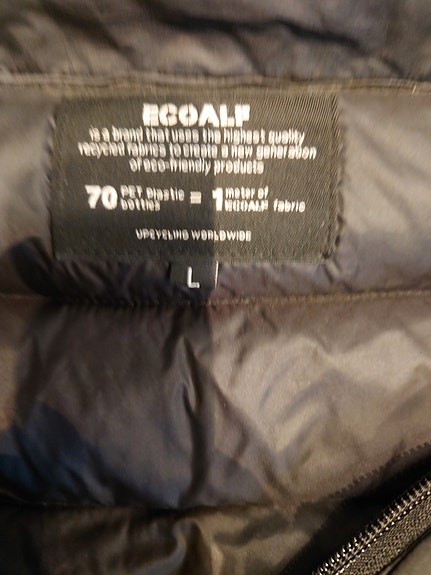 ECOALF
is a brand that uses the highest quality
recycled fabrics to create a new generation
of eco-friendly products
70 PET plastic bottles = 1 meter of ECOALF fabric
UPCYCLING WORLDWIDE
L